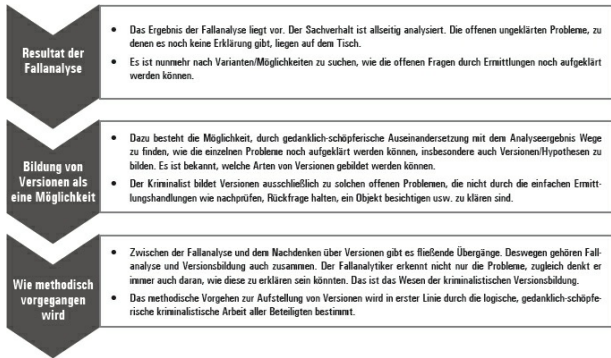 Resultat der
Fallanalyse
• Das Ergebnis der Fallanalyse liegt vor. Der Sachverhalt ist allseitig analysiert. Die offenen ungeklärten Probleme, zu
denen es noch keine Erklärung gibt, liegen auf dem Tisch.
• Es ist nunmehr nach Varianten/Möglichkeiten zu suchen, wie die offenen Fragen durch Ermittlungen noch aufgeklärt
werden können.
Bildung von
Versionen als
eine Möglichkeit
• Dazu besteht die Möglichkeit, durch gedanklich-schöpferische Auseinandersetzung mit dem Analyseergebnis Wege
zu finden, wie die einzelnen Probleme noch aufgeklärt werden können, insbesondere auch Versionen/Hypothesen zu
bilden. Es ist bekannt, welche Arten von Versionen gebildet werden können.
• Der Kriminalist bildet Versionen ausschließlich zu solchen offenen Problemen, die nicht durch die einfachen Ermitt-
lungshandlungen wie nachprüfen, Rückfrage halten, ein Objekt besichtigen usw. zu klären sind.
Wie methodisch
vorgegangen
wird
• Zwischen der Fallanalyse und dem Nachdenken über Versionen gibt es fließende Übergänge. Deswegen gehören Fall-
analyse und Versionsbildung auch zusammen. Der Fallanalytiker erkennt nicht nur die Probleme, zugleich denkt er
immer auch daran, wie diese zu erklären sein könnten. Das ist das Wesen der kriminalistischen Versionsbildung.
• Das methodische Vorgehen zur Aufstellung von Versionen wird in erster Linie durch die logische, gedanklich-schöpfe-
rische kriminalistische Arbeit aller Beteiligten bestimmt.